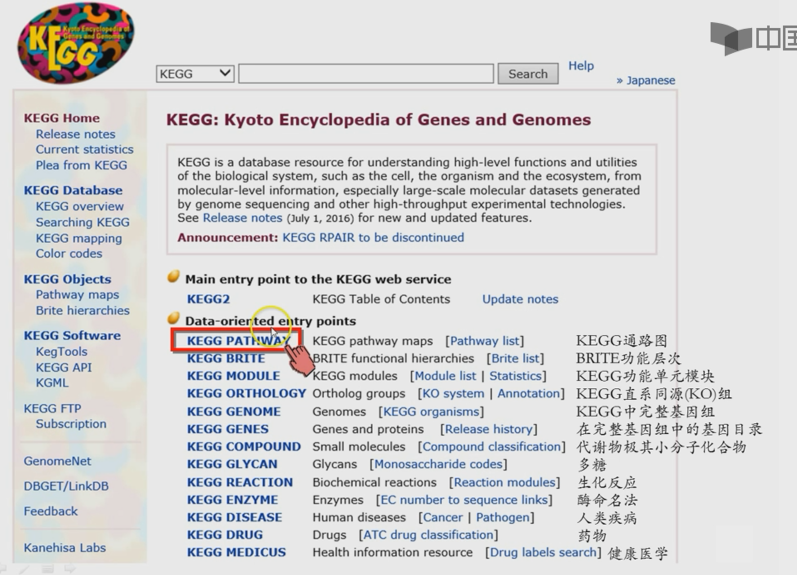 中国
KEGG
Kyoto Encyclopedia of
Genes and Genomes
KEGG
Search
Help
» Japanese
KEGG Home
Release notes
Current statistics
Plea from KEGG
KEGG Database
KEGG overview
Searching KEGG
KEGG mapping
Color codes
KEGG Objects
Pathway maps
Brite hierarchies
KEGG Software
KegTools
KEGG API
KGML
KEGG FTP
Subscription
GenomeNet
DBGET/LinkDB
Feedback
Kanehisa Labs
KEGG: Kyoto Encyclopedia of Genes and Genomes
KEGG is a database resource for understanding high-level functions and utilities
of the biological system, such as the cell, the organism and the ecosystem, from
molecular-level information, especially large-scale molecular datasets generated
by genome sequencing and other high-throughput experimental technologies.
See Release notes (July 1, 2016) for new and updated features.
Announcement: KEGG RPAIR to be discontinued
Main entry point to the KEGG web service
KEGG2 KEGG Table of Contents Update notes
Data-oriented entry points
KEGG PATHWAY KEGG pathway maps [Pathway list] KEGG通路图
KEGG BRITE BRITE functional hierarchies [Brite list] BRITE功能层次
KEGG MODULE KEGG modules [Module list | Statistics] KEGG功能单元模块
KEGG ORTHOLOGY Ortholog groups [KO system | Annotation] KEGG直系同源(KO)组
KEGG GENOME Genomes [KEGG organisms] KEGG中完整基因组
KEGG GENES Genes and proteins [Release history] 在完整基因组中的基因目录
KEGG COMPOUND Small molecules [Compound classification] 代谢物极其小分子化合物
KEGG GLYCAN Glycans [Monosaccharide codes] 多糖
KEGG REACTION Biochemical reactions [Reaction modules] 生化反应
KEGG ENZYME Enzymes [EC number to sequence links] 酶命名法
KEGG DISEASE Human diseases [Cancer | Pathogen] 人类疾病
KEGG DRUG Drugs [ATC drug classification] 药物
KEGG MEDICUS Health information resource [Drug labels search] 健康医学